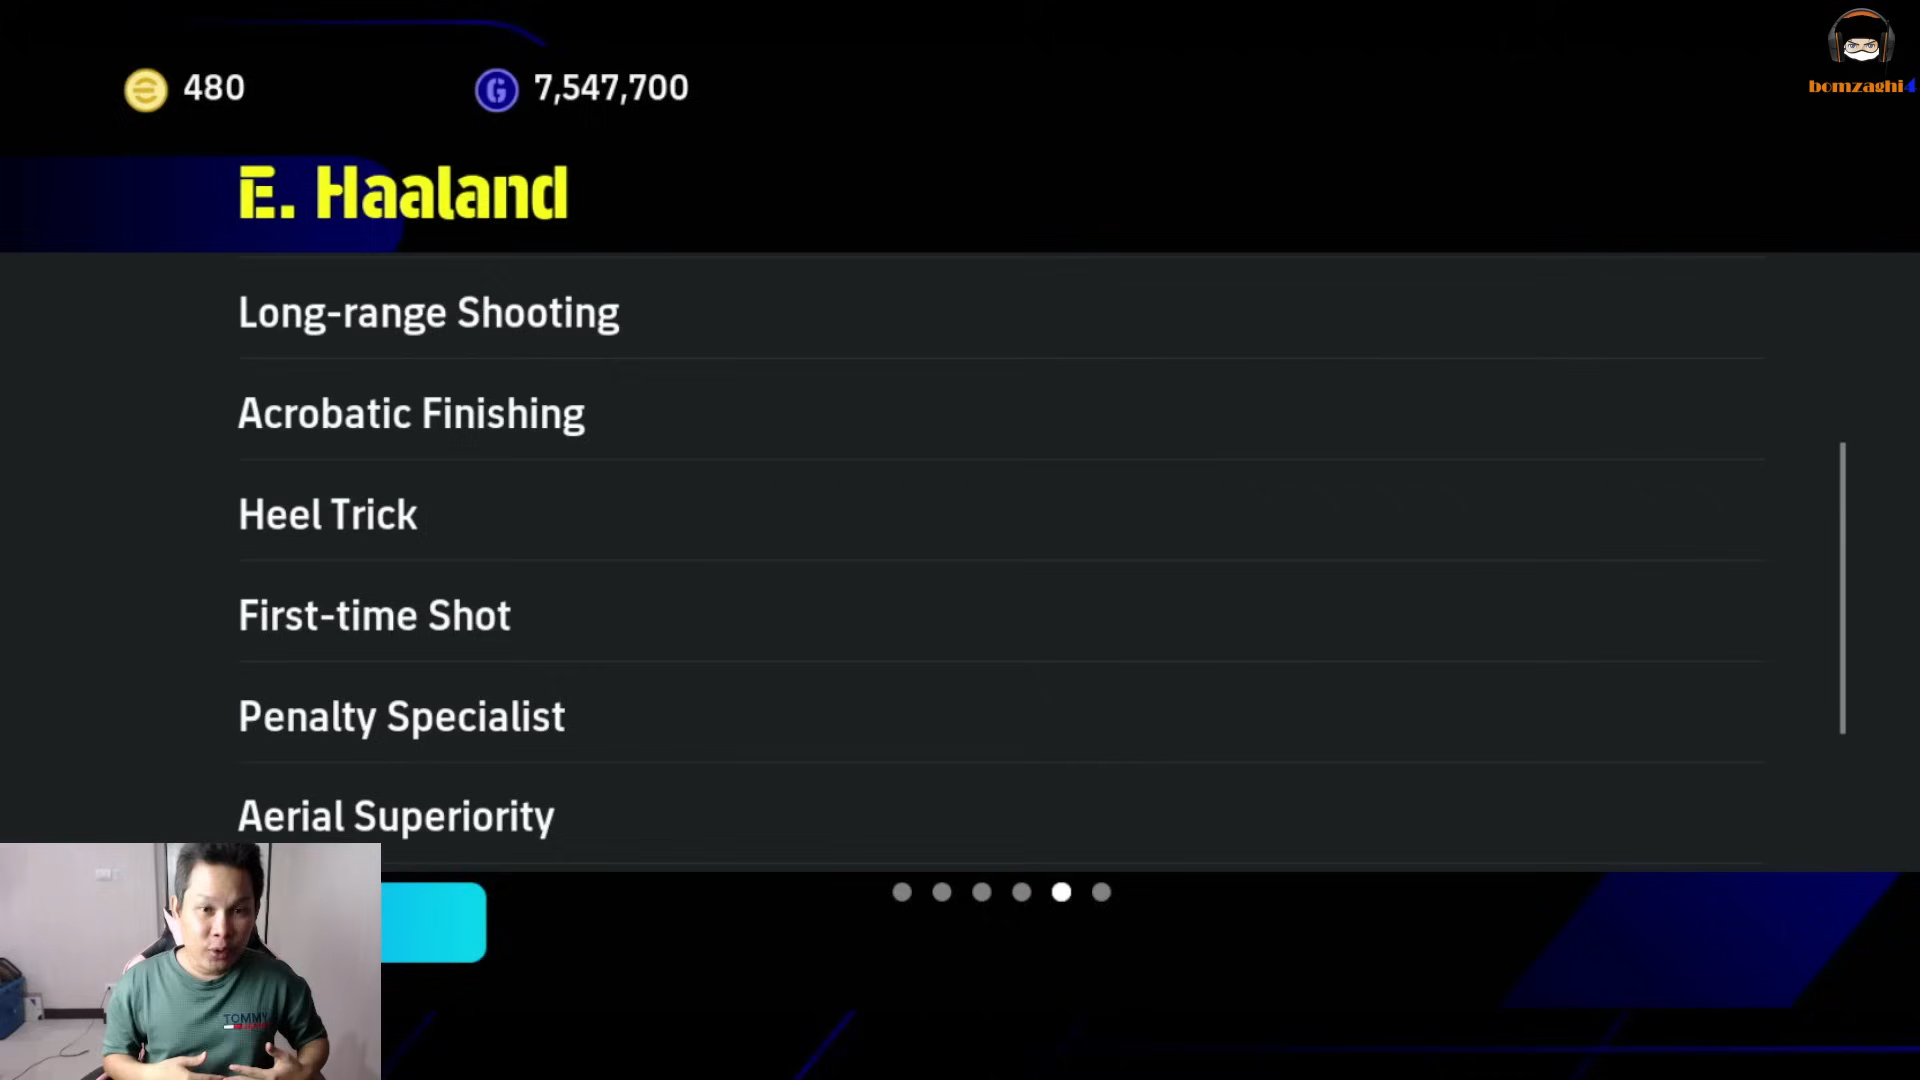 480
7,547,700
bomzaghi4
E. Haaland
Long-range Shooting
Acrobatic Finishing
Heel Trick
First-time Shot
Penalty Specialist
Aerial Superiority
TOMMY